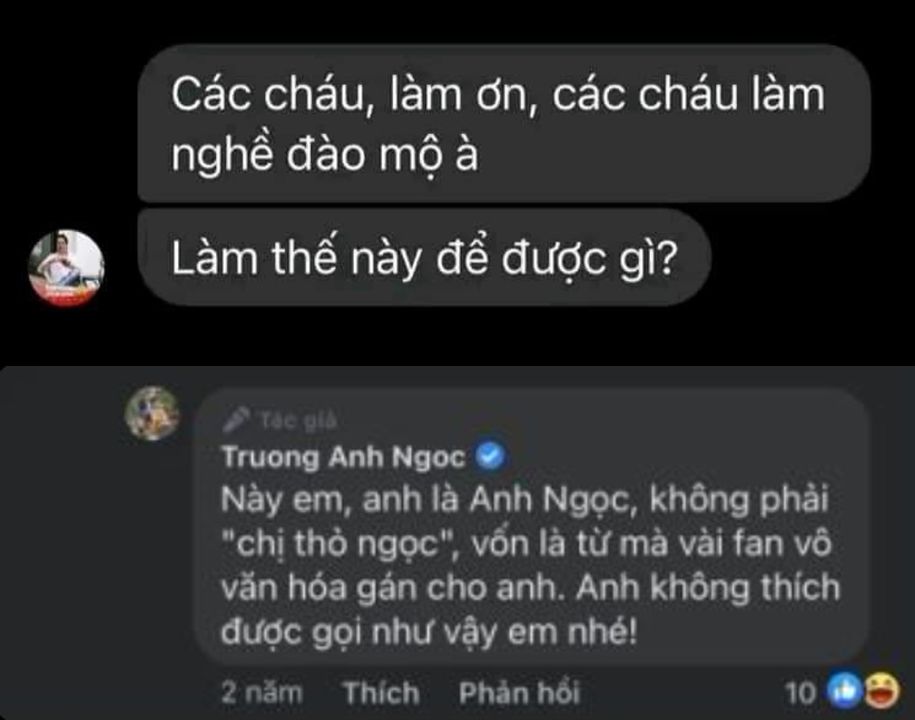 Các cháu, làm ơn, các cháu làm
nghề đào mộ à
Làm thế này để được gì?
Tác giả
Truong Anh Ngoc
Này em, anh là Anh Ngọc, không phải
"chị thỏ ngọc", vốn là từ mà vài fan vô
văn hóa gán cho anh. Anh không thích
được gọi như vậy em nhé!
2 năm Thích Phản hồi 10